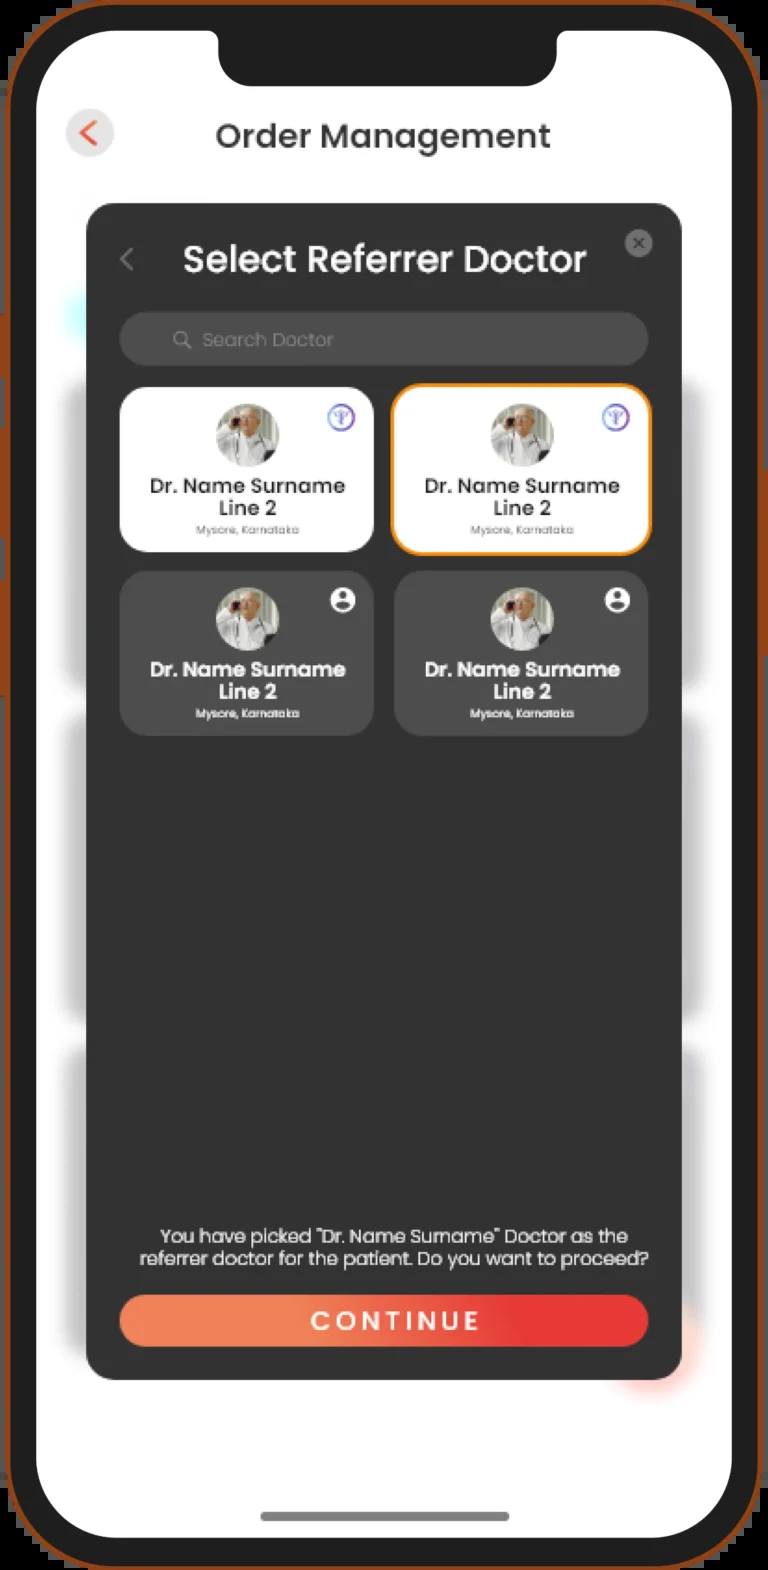 Order Management
Select Referrer Doctor
Search Doctor
Dr. Name Surname
Line 2
Mysore, Karnataka
Dr. Name Surname
Line 2
Mysore, Karnataka
Dr. Name Surname
Line 2
Mysore, Karnataka
Dr. Name Surname
Line 2
Mysore, Karnataka
You have picked "Dr. Name Surname" Doctor as the
referrer doctor for the patient. Do you want to proceed?
CONTINUE